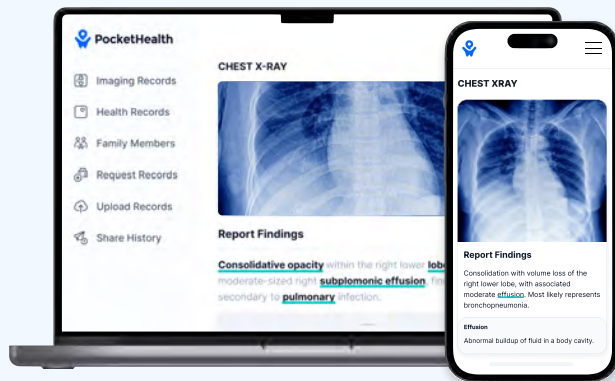 PocketHealth
Imaging Records
Health Records
Family Members
Request Records
Upload Records
Share History
CHEST X-RAY
Report Findings
Consolidative opacity within the right lower lobe
moderate-sized right subplomonic effusion, fin
secondary to pulmonary infection.
CHEST XRAY
Report Findings
Consolidation with volume loss of the
right lower lobe, with associated
moderate effusion. Most likely represents
bronchopneumonia.
Effusion
Abnormal buildup of fluid in a body cavity.